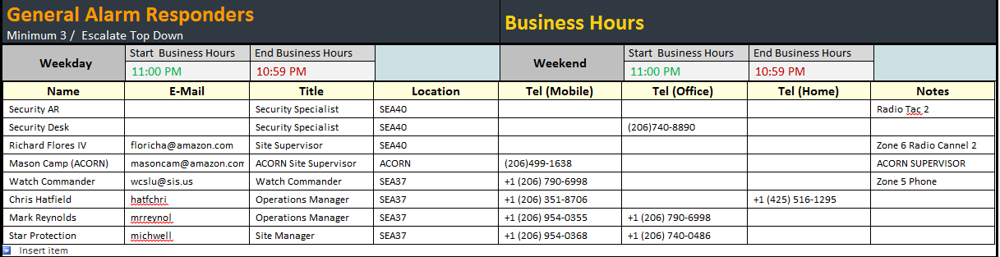 General Alarm Responders
Minimum 3 / Escalate Top Down
Business Hours
Weekday Start Business Hours End Business Hours Weekend Start Business Hours End Business Hours
11:00 PM 10:59 PM 11:00 PM 10:59 PM
Name E-Mail Title Location Tel (Mobile) Tel (Office) Tel (Home) Notes
Security AR Security Specialist SEA40 Radio Tac 2
Security Desk Security Specialist SEA40 (206)740-8890
Richard Flores IV floricha@amazon.com Site Supervisor SEA40 Zone 6 Radio Cannel 2
Mason Camp (ACORN) masoncam@amazon.com ACORN Site Supervisor ACORN (206)499-1638 ACORN SUPERVISOR
Watch Commander wcslu@sis.us Watch Commander SEA37 +1 (206) 790-6998 Zone 5 Phone
Chris Hatfield hatfchri Operations Manager SEA37 +1 (206) 351-8706 +1 (425) 516-1295
Mark Reynolds mrreynol Operations Manager SEA37 +1 (206) 954-0355 +1 (206) 790-6998
Star Protection michwell Site Manager SEA37 +1 (206) 954-0368 +1 (206) 740-0486
Insert item